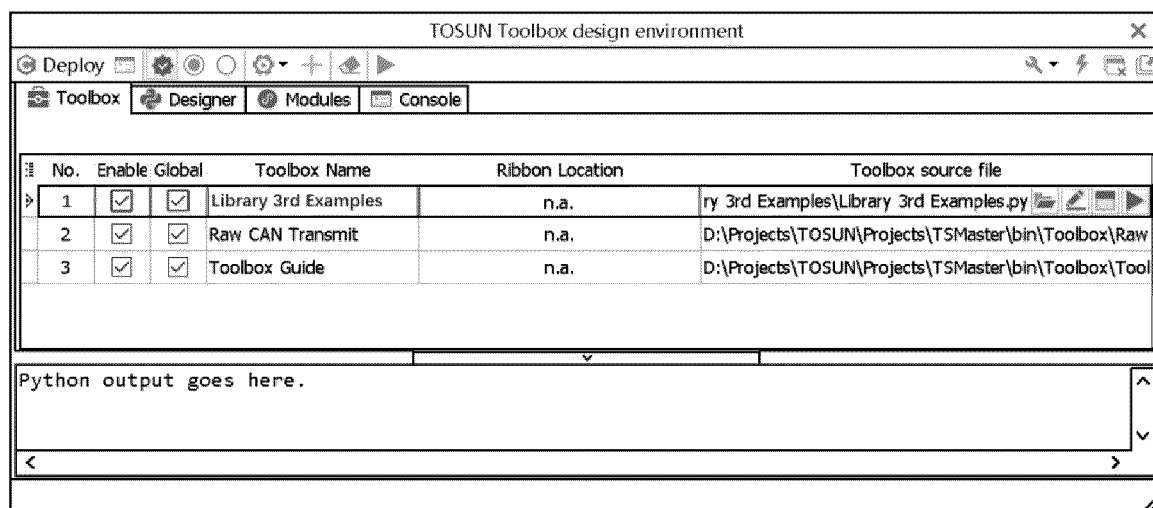 TOSUN Toolbox design environment
Deploy
Toolbox Designer Modules Console
No. Enable Global Toolbox Name Ribbon Location Toolbox source file
1 Library 3rd Examples n.a. ry 3rd Examples\Library 3rd Examples.py
2 Raw CAN Transmit n.a. D:\Projects\TOSUN\Projects\TSMaster\bin\Toolbox\Raw
3 Toolbox Guide n.a. D:\Projects\TOSUN\Projects\TSMaster\bin\Toolbox\Tool
Python output goes here.